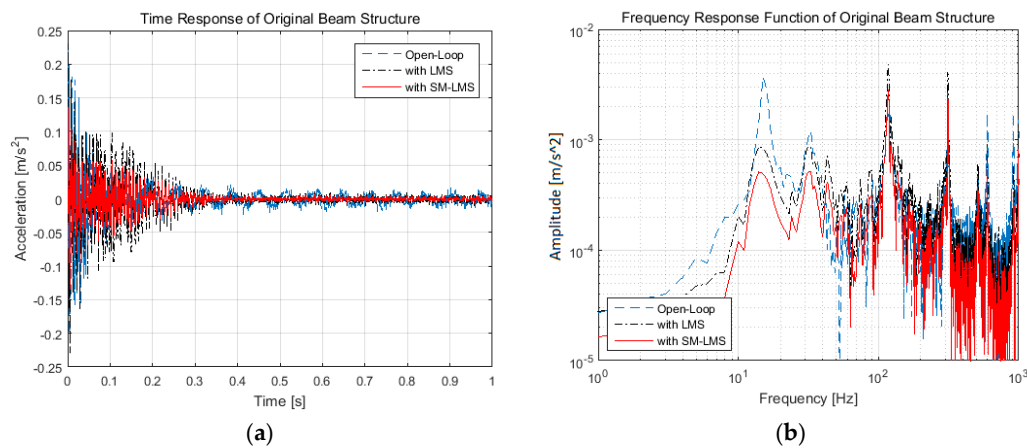 Time Response of Original Beam Structure
Acceleration [m/s²]
0.25
0.2
0.15
0.1
0.05
0
-0.05
-0.1
-0.15
-0.2
-0.25
Open-Loop
with LMS
with SM-LMS
0 0.1 0.2 0.3 0.4 0.5 0.6 0.7 0.8 0.9 1
Time [s]
(a)
Frequency Response Function of Original Beam Structure
Amplitude [m/s^2]
10⁻²
10⁻³
10⁻⁴
10⁻⁵
Open-Loop
with LMS
with SM-LMS
10⁰ 10¹ 10² 10³
Frequency [Hz]
(b)